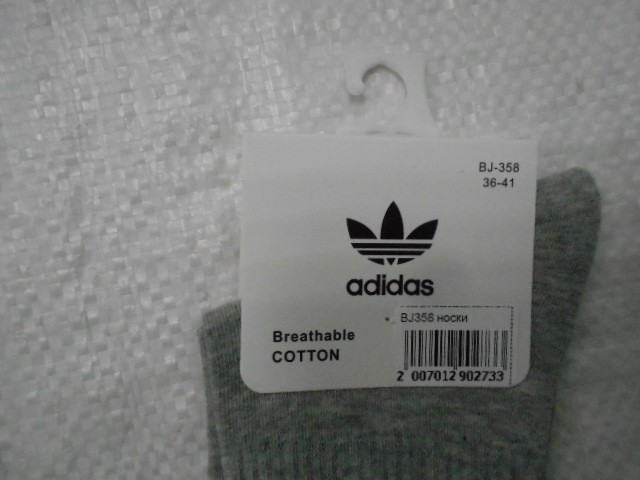 BJ-358
36-41
adidas
Breathable
COTTON
BJ358 носки
2 007012 902733